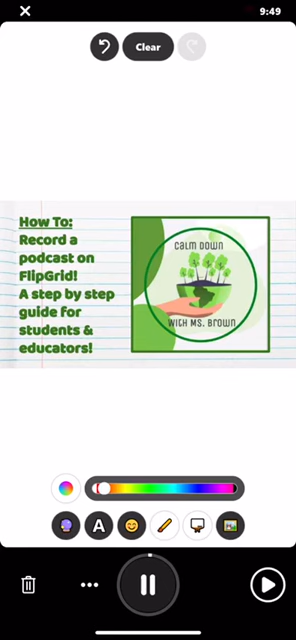 9:49
Clear
How To:
Record a
podcast on
FlipGrid!
A step by step
guide for
students &
educators!
CALM DOWN
WITH MS. BROWN
A